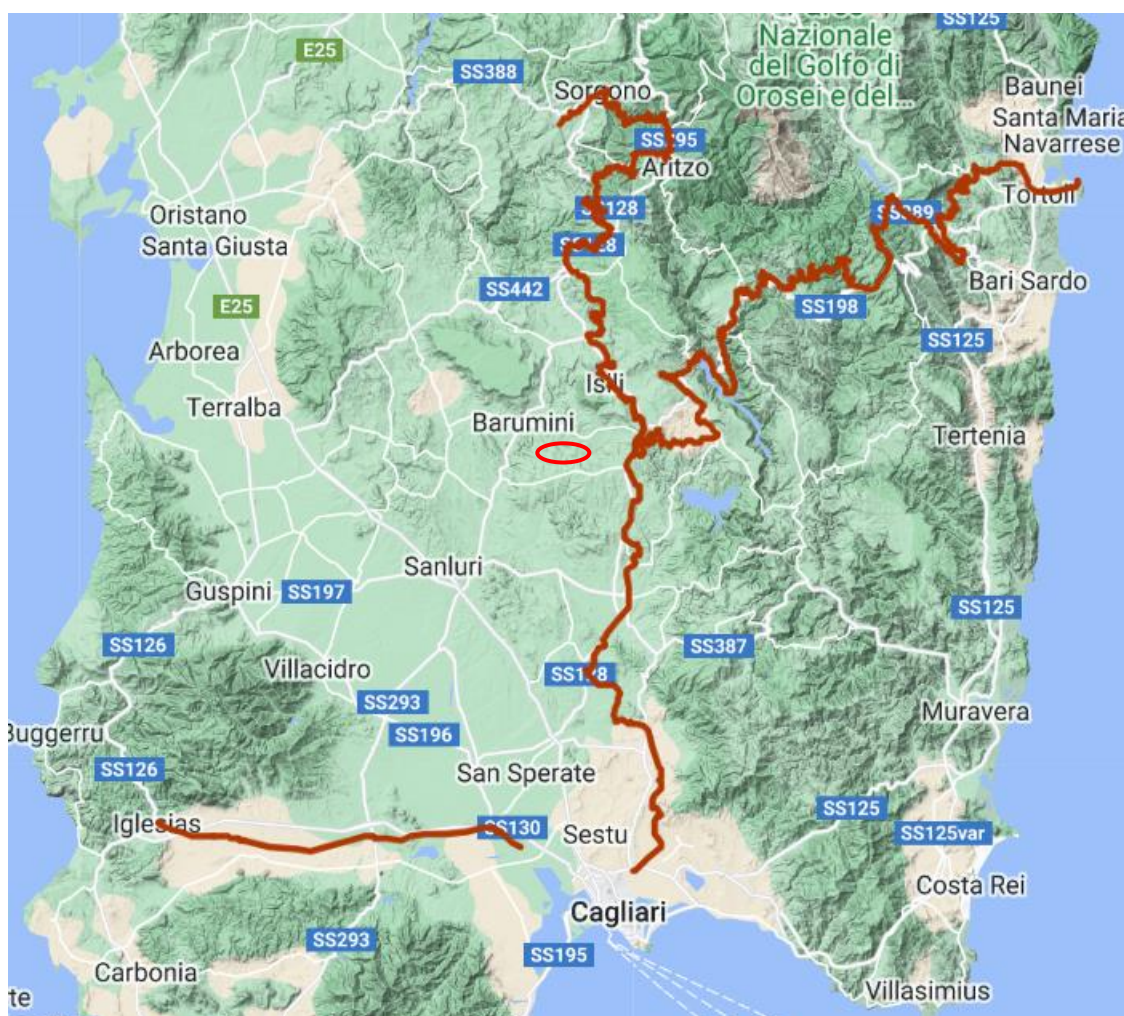 SS125
Nazionale
del Golfo di
Orosei e del...
E25
SS388
Sorgono
Baunei
Santa Maria
Navarrese
SS295
Aritzo
Tortolì
Oristano
Santa Giusta
SS128
SS389
SS128
Bari Sardo
SS442
E25
SS198
SS125
Arborea
Isili
Terralba
Barumini
Tertenia
Sanluri
Guspini
SS197
SS125
SS126
SS387
Villacidro
SS128
SS293
Muravera
SS196
Buggerru
SS126
San Sperate
SS125
Iglesias
SS130
Sestu
SS125var
Costa Rei
Cagliari
SS293
SS195
Carbonia
Villasimius
te